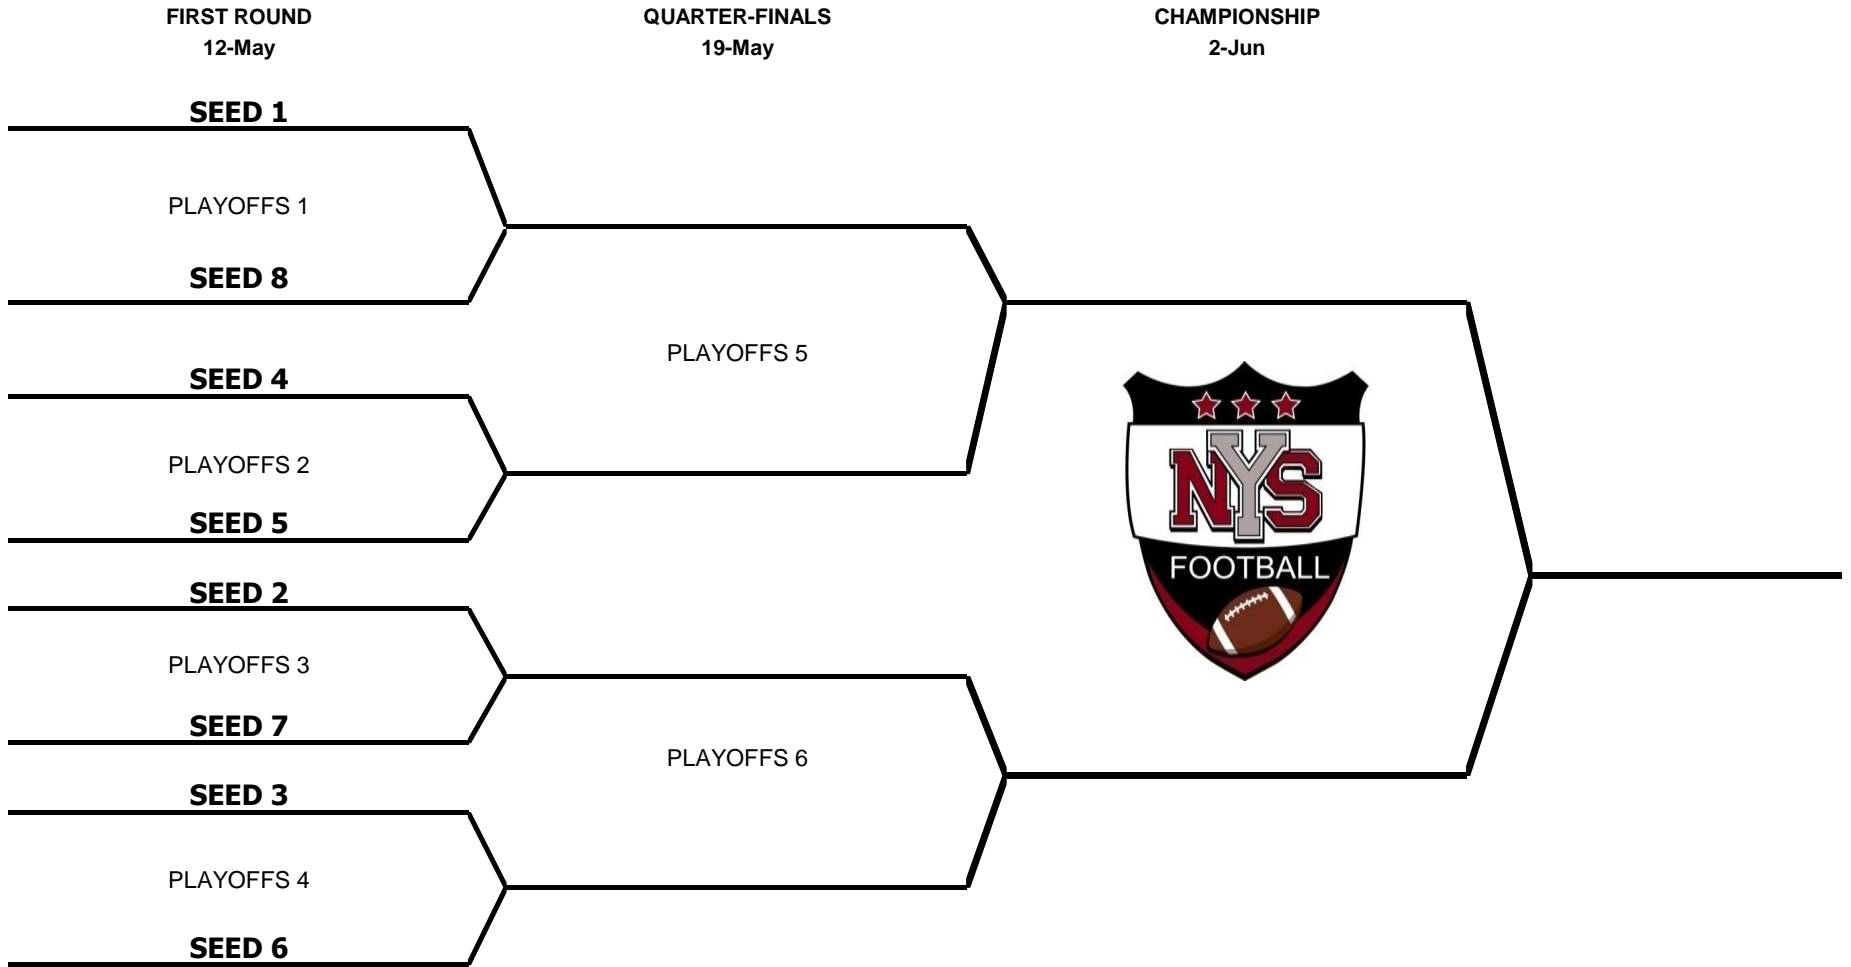 FIRST ROUND
12-May
QUARTER-FINALS
19-May
CHAMPIONSHIP
2-Jun
SEED 1
PLAYOFFS 1
SEED 8
SEED 4
PLAYOFFS 2
SEED 5
SEED 2
PLAYOFFS 3
SEED 7
SEED 3
PLAYOFFS 4
SEED 6
PLAYOFFS 5
PLAYOFFS 6
NYS
FOOTBALL